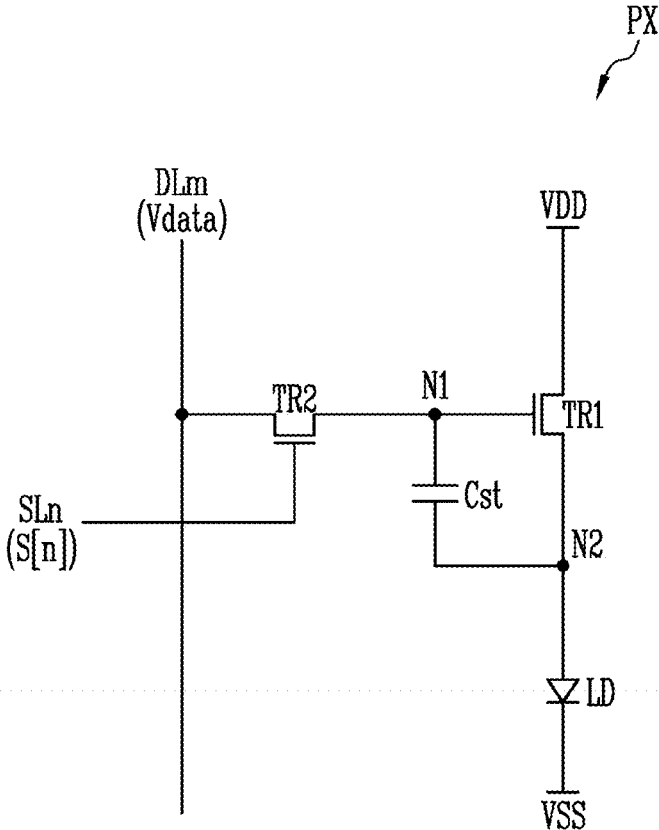 PX
DLm
(Vdata)
VDD
TR2
N1
TR1
Cst
SLn
(S[n])
N2
LD
VSS